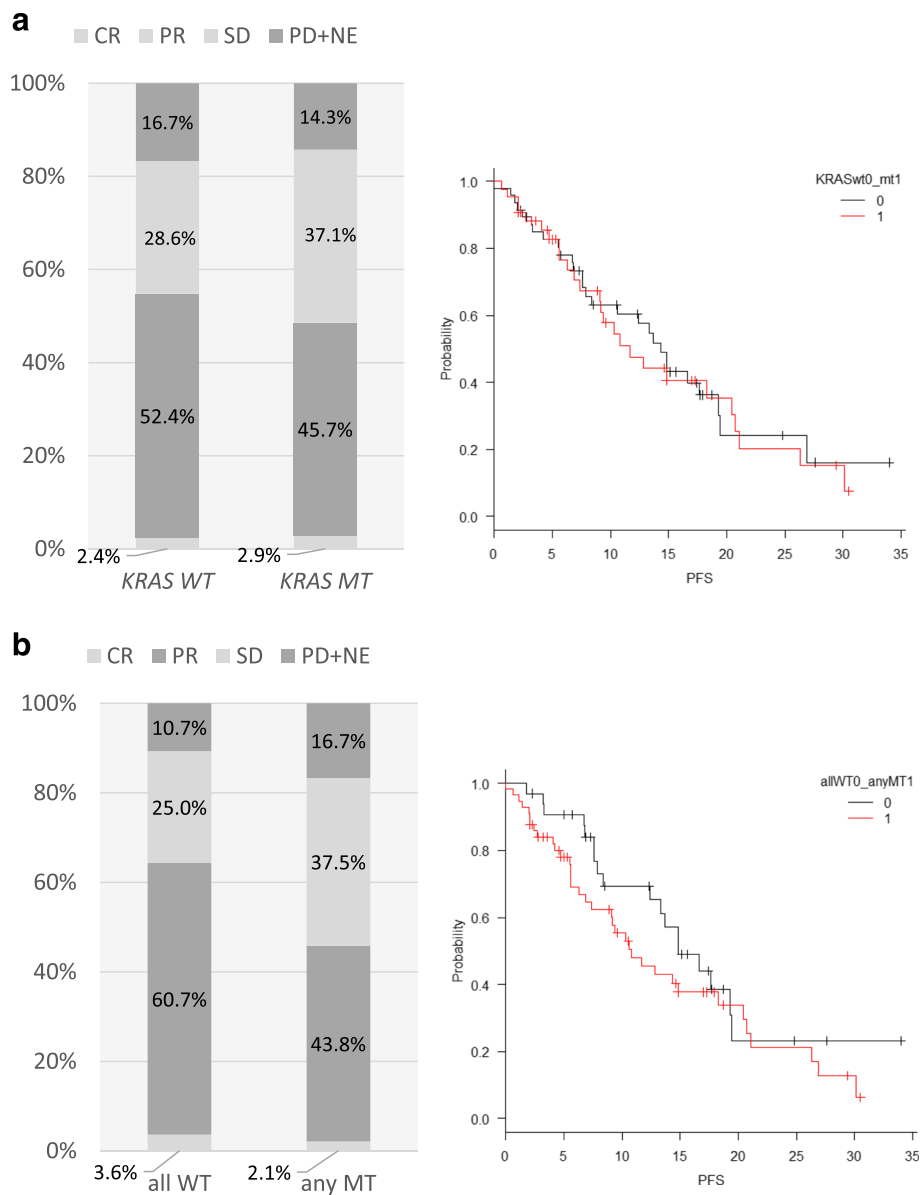 a
CR PR SD PD+NE
100%
80%
60%
40%
20%
0%
16.7%
28.6%
52.4%
2.4%
14.3%
37.1%
45.7%
2.9%
KRAS WT
KRAS MT
KRASwt0_mt1
0
1
Probability
1.0
0.8
0.6
0.4
0.2
0.0
0 5 10 15 20 25 30 35
PFS
b
CR PR SD PD+NE
100%
80%
60%
40%
20%
0%
10.7%
25.0%
60.7%
3.6%
16.7%
37.5%
43.8%
2.1%
all WT
any MT
allWT0_anyMT1
0
1
Probability
1.0
0.8
0.6
0.4
0.2
0.0
0 5 10 15 20 25 30 35
PFS